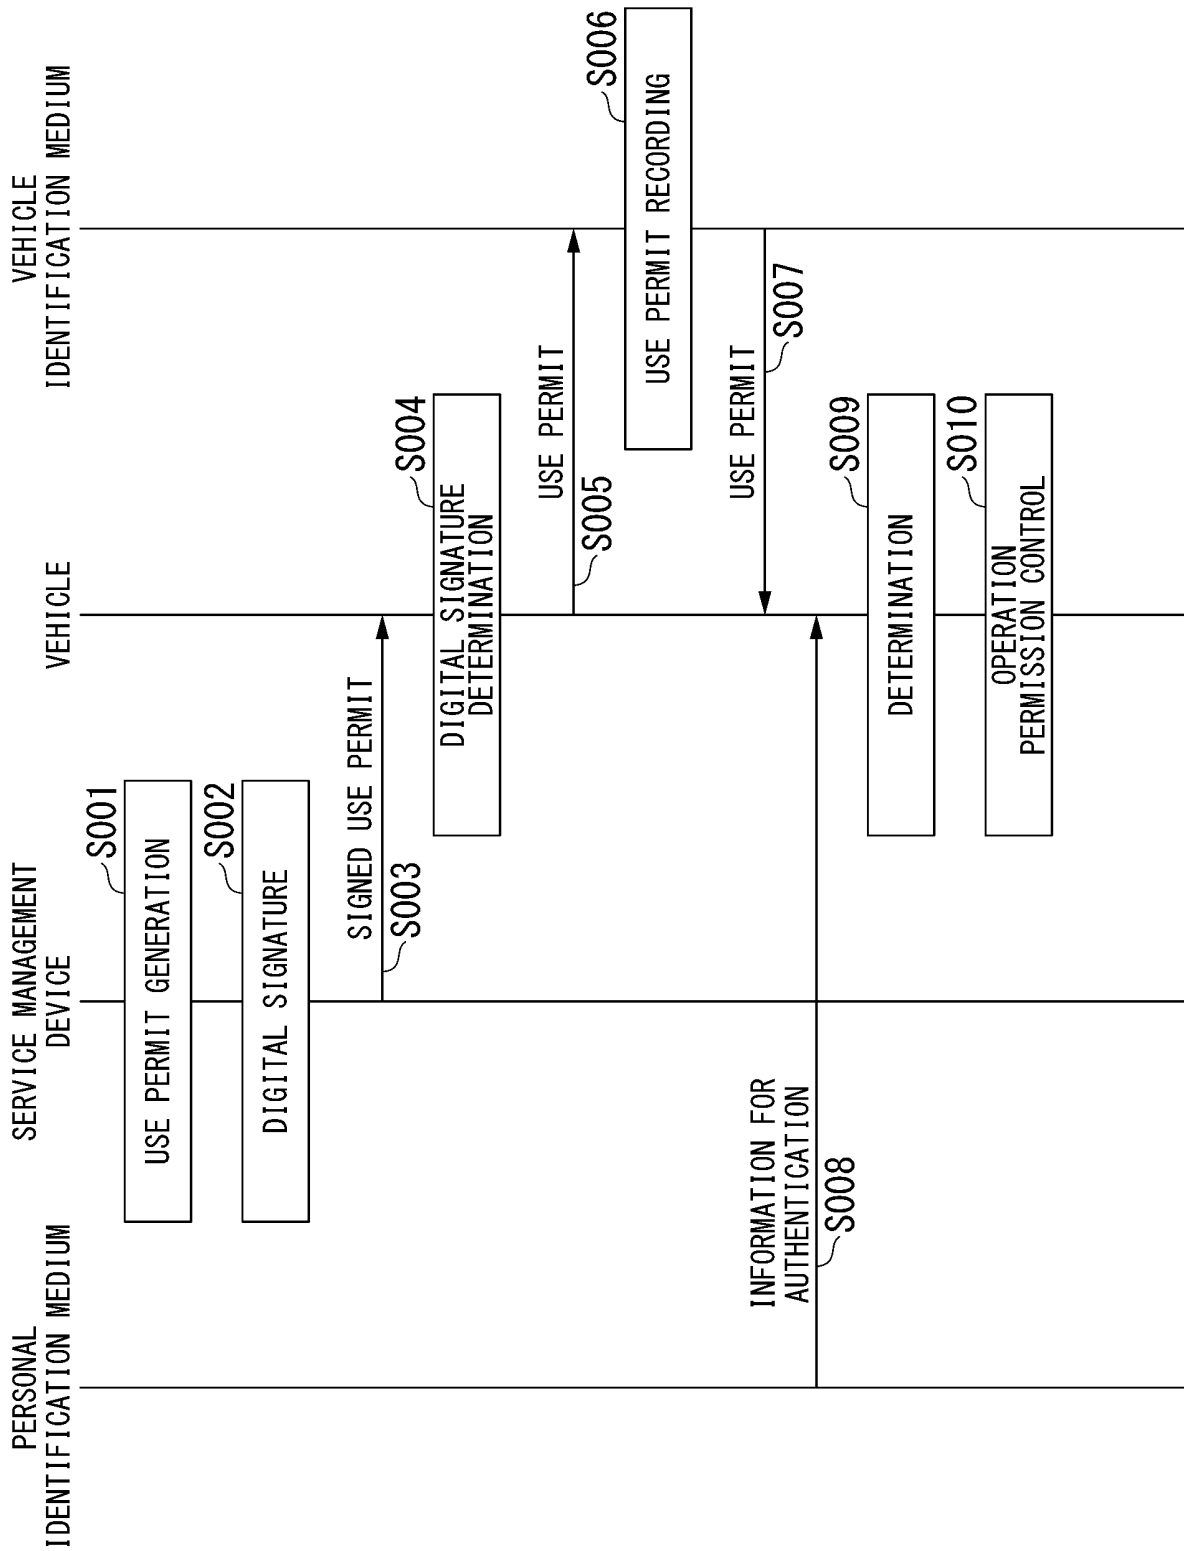 PERSONAL
IDENTIFICATION MEDIUM
SERVICE MANAGEMENT
DEVICE
VEHICLE
VEHICLE
IDENTIFICATION MEDIUM
S001
USE PERMIT GENERATION
S002
DIGITAL SIGNATURE
SIGNED USE PERMIT
S003
S004
DIGITAL SIGNATURE
DETERMINATION
USE PERMIT
S005
S006
USE PERMIT RECORDING
USE PERMIT
S007
INFORMATION FOR
AUTHENTICATION
S008
S009
DETERMINATION
S010
OPERATION
PERMISSION CONTROL